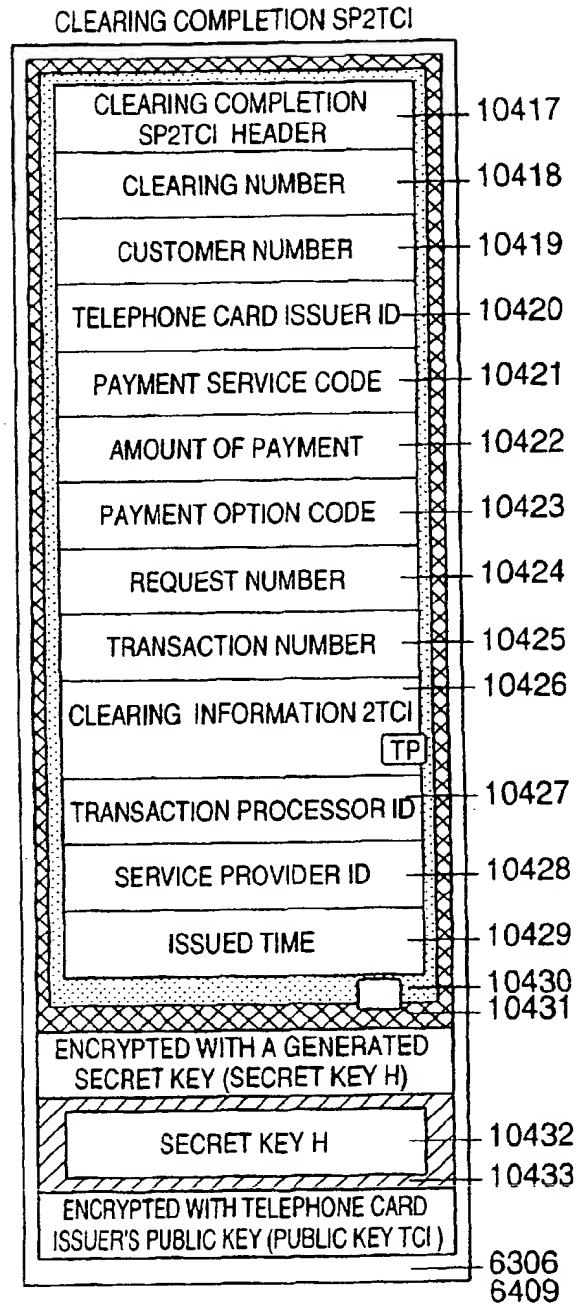 CLEARING COMPLETION SP2TCI
CLEARING COMPLETION
SP2TCI HEADER
10417
CLEARING NUMBER
10418
CUSTOMER NUMBER
10419
TELEPHONE CARD ISSUER ID
10420
PAYMENT SERVICE CODE
10421
AMOUNT OF PAYMENT
10422
PAYMENT OPTION CODE
10423
REQUEST NUMBER
10424
TRANSACTION NUMBER
10425
10426
CLEARING INFORMATION 2TCI
TP
10427
TRANSACTION PROCESSOR ID
SERVICE PROVIDER ID
10428
ISSUED TIME
10429
10430
10431
ENCRYPTED WITH A GENERATED
SECRET KEY (SECRET KEY H)
SECRET KEY H
10432
10433
ENCRYPTED WITH TELEPHONE CARD
ISSUER'S PUBLIC KEY (PUBLIC KEY TCI)
6306
6409